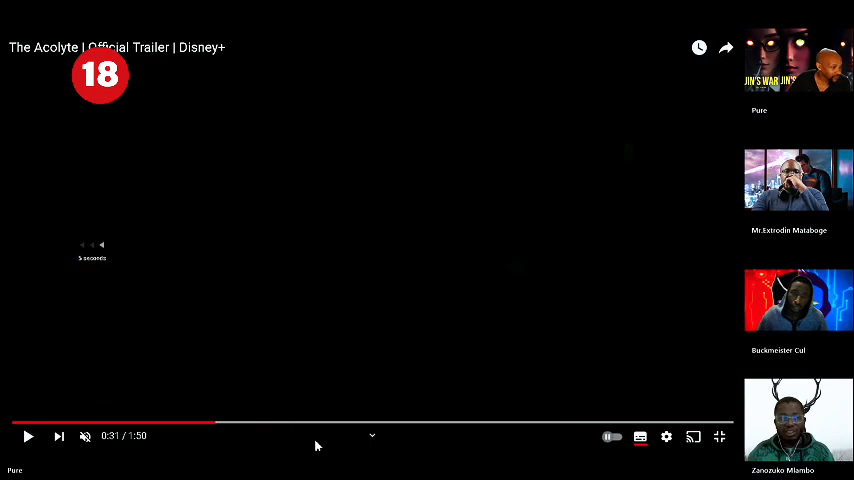 The Acolyte | Official Trailer | Disney+
18
JIN'S WAR JIN'S
Pure
Mr.Extrodin Mataboge
5 seconds
Buckmeister Cul
0:31 / 1:50
Pure
Zanozuko Mlambo